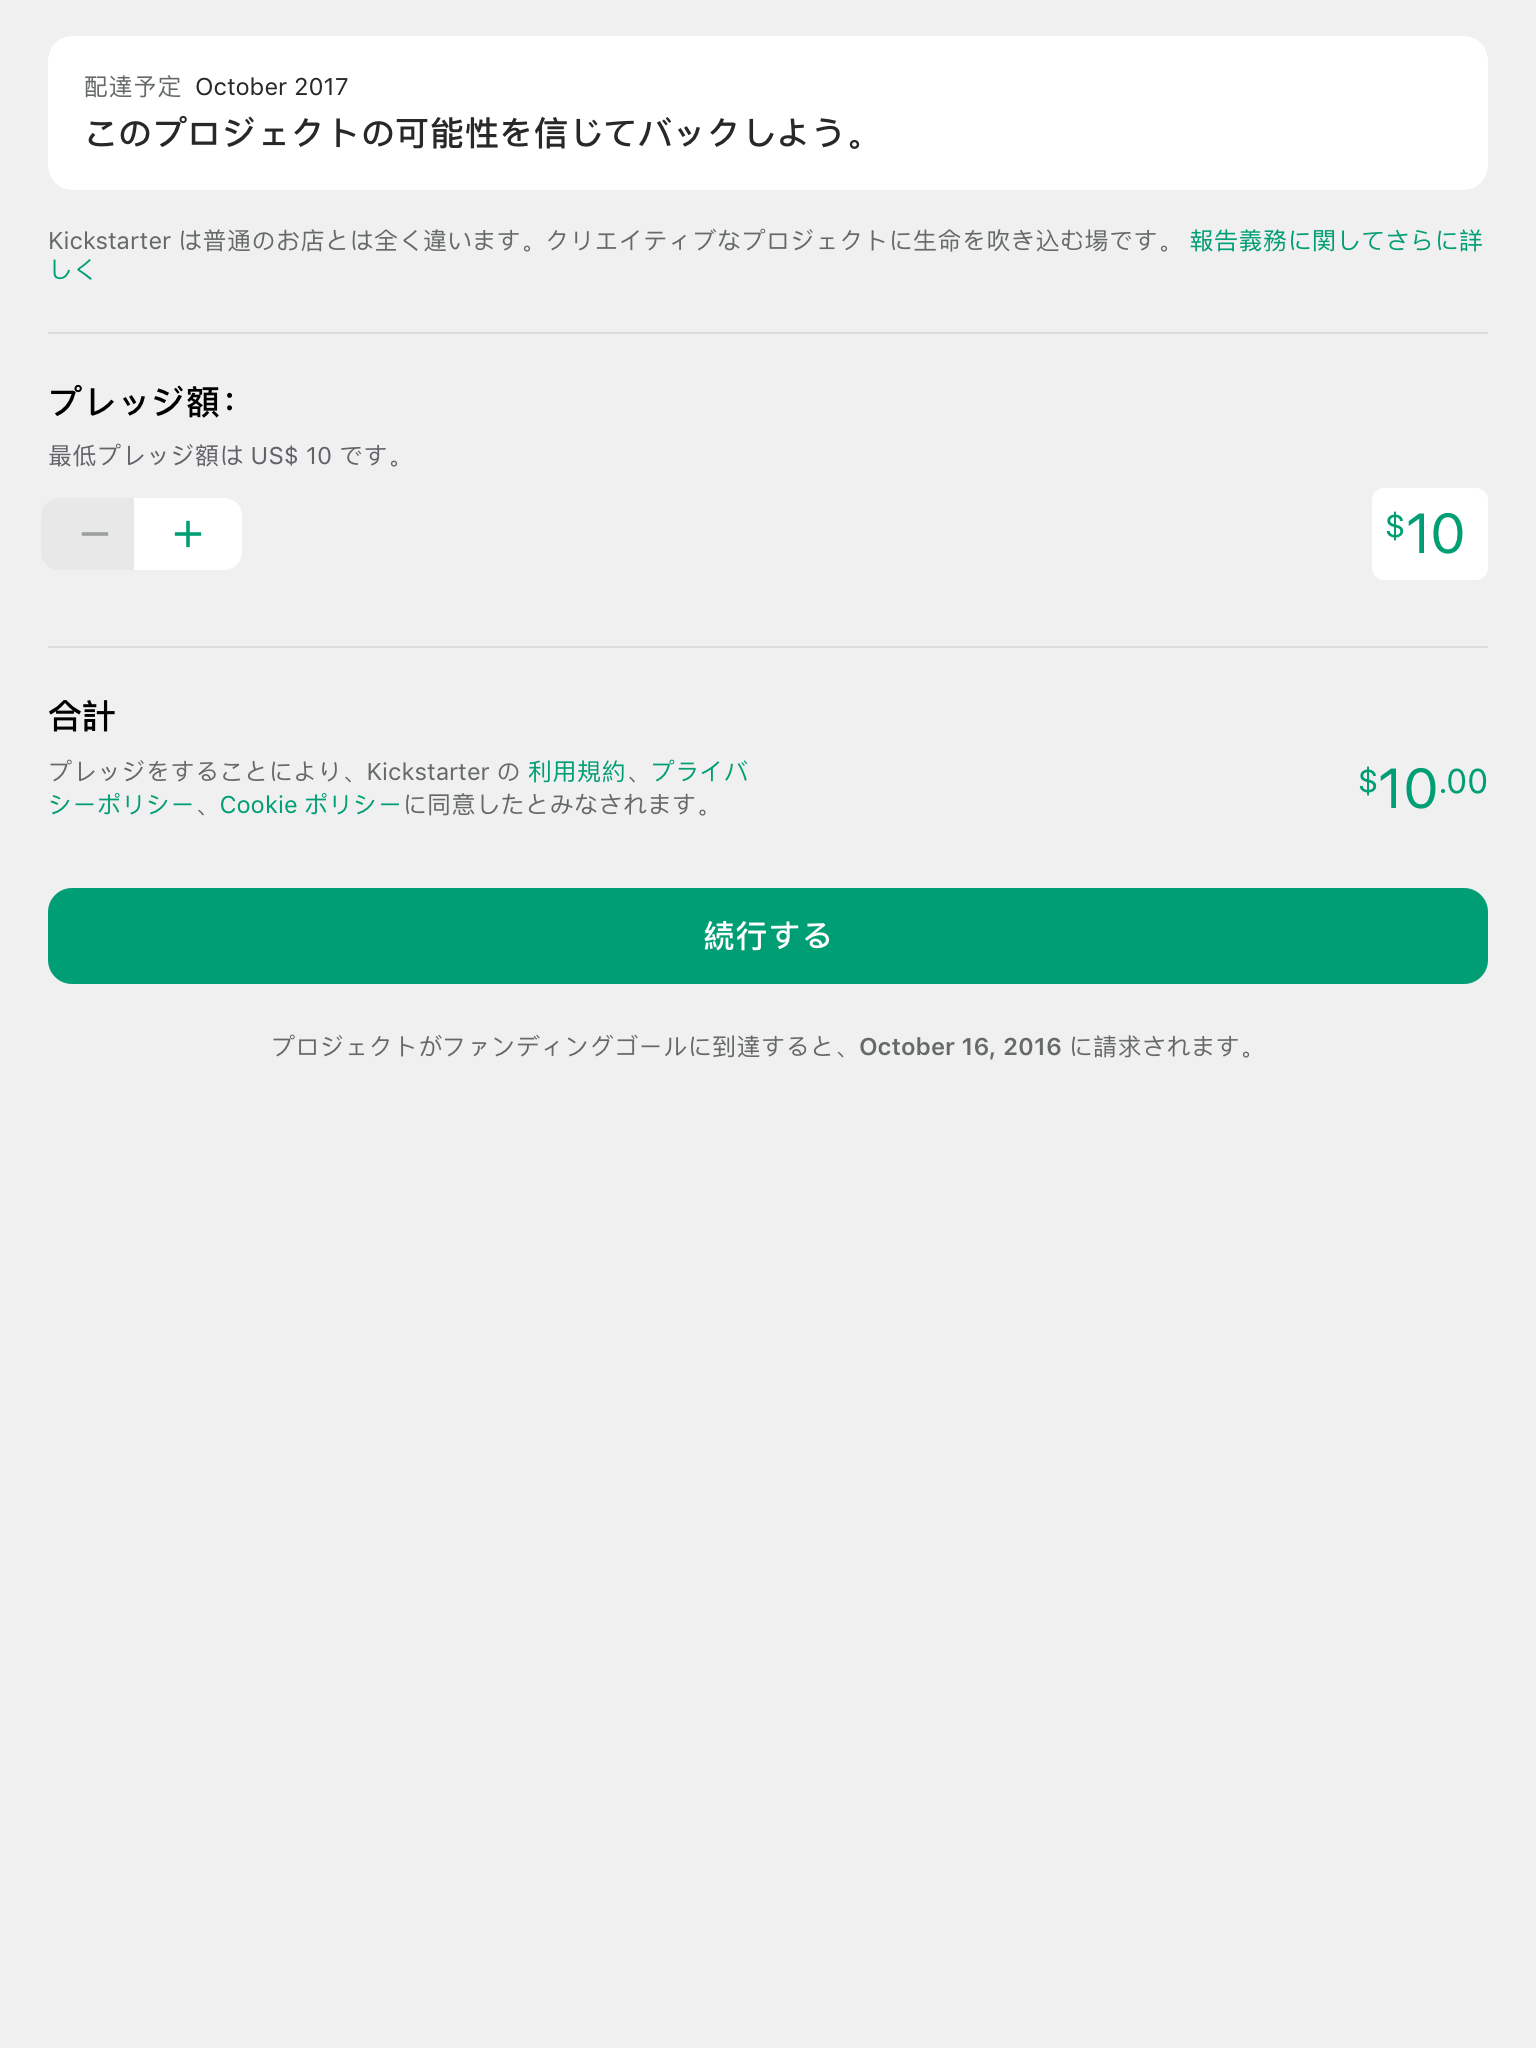 配達予定 October 2017
このプロジェクトの可能性を信じてバックしよう。
Kickstarter は普通のお店とは全く違います。クリエイティブなプロジェクトに生命を吹き込む場です。 報告義務に関してさらに詳
しく
プレッジ額：
最低プレッジ額は US$ 10 です。
− +
$10
合計
プレッジをすることにより、Kickstarter の 利用規約、プライバ
シーポリシー、Cookie ポリシーに同意したとみなされます。
$10.00
続行する
プロジェクトがファンディングゴールに到達すると、October 16, 2016 に請求されます。